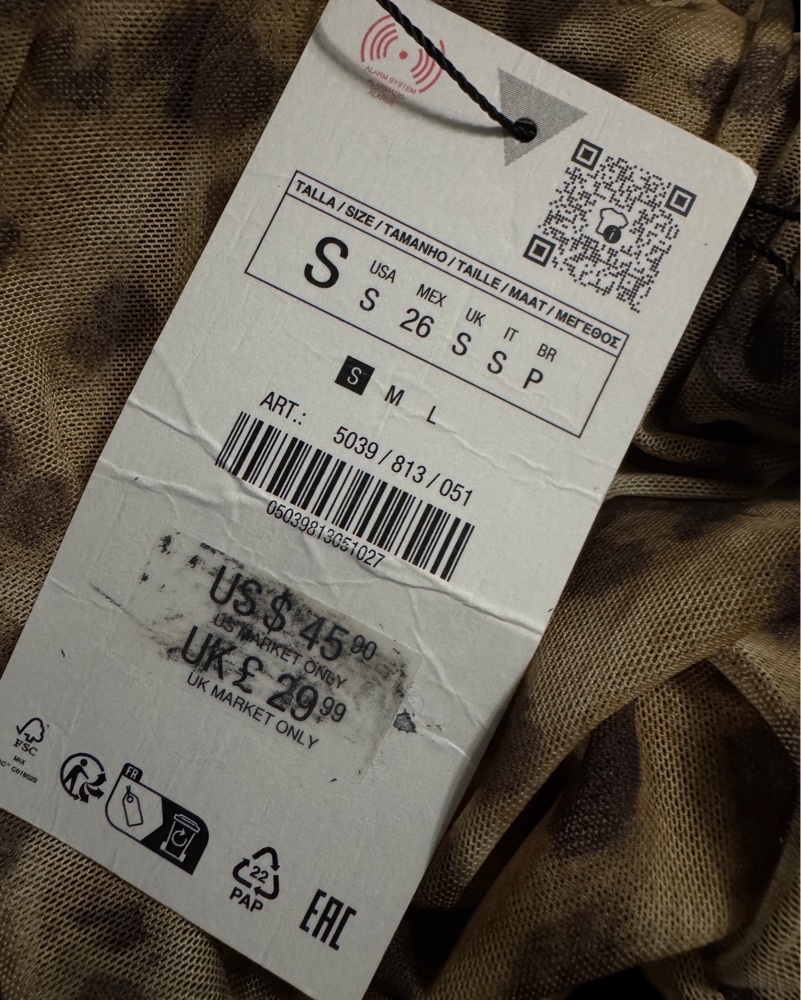 ALARM SYSTEM
TALLA / SIZE / TAMANHO / TAILLE / MAAT / ΜΕΓΕΘΟΣ
S
USA MEX UK IT BR
S 26 S S P
S M L
ART.: 5039 / 813 / 051
05039813051027
US $ 45 90
US MARKET ONLY
UK £ 29 99
UK MARKET ONLY
FSC
MIX
C018020
FR
22
PAP
EAC